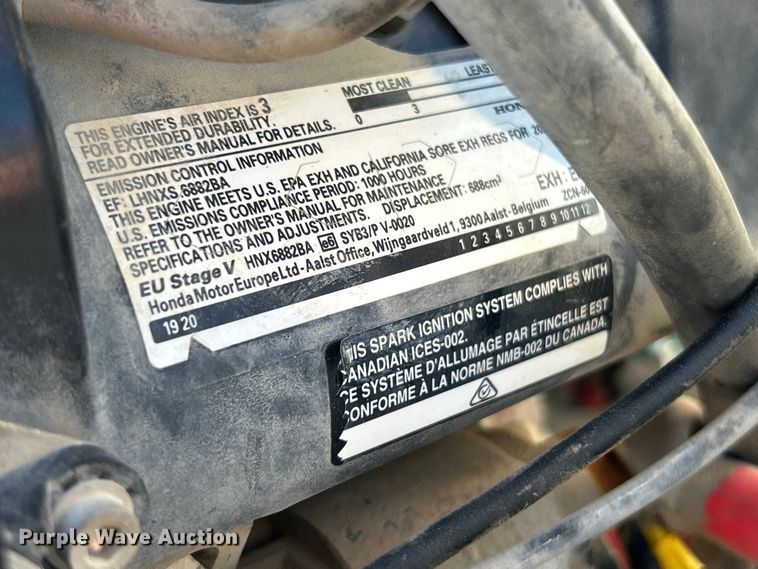 THIS ENGINE'S AIR INDEX IS 3
FOR EXTENDED DURABILITY.
READ OWNER'S MANUAL FOR DETAILS.
MOST CLEAN LEAST
0 3
EMISSION CONTROL INFORMATION
EF: LHNXS.6882BA
THIS ENGINE MEETS U.S. EPA EXH AND CALIFORNIA SORE EXH REGS FOR
U.S. EMISSIONS COMPLIANCE PERIOD: 1000 HOURS
REFER TO THE OWNER'S MANUAL FOR MAINTENANCE
SPECIFICATIONS AND ADJUSTMENTS. DISPLACEMENT: 688cm³ EXH:
EU Stage V HNX6882BA e6 SYB3/P V-0020
Honda Motor Europe Ltd-Aalst Office, Wijngaardveld 1, 9300 Aalst-Belgium
19 20 1 2 3 4 5 6 7 8 9 10 11 12
THIS SPARK IGNITION SYSTEM COMPLIES WITH
CANADIAN ICES-002.
CE SYSTÈME D'ALLUMAGE PAR ÉTINCELLE EST
CONFORME À LA NORME NMB-002 DU CANADA.
Purple Wave Auction